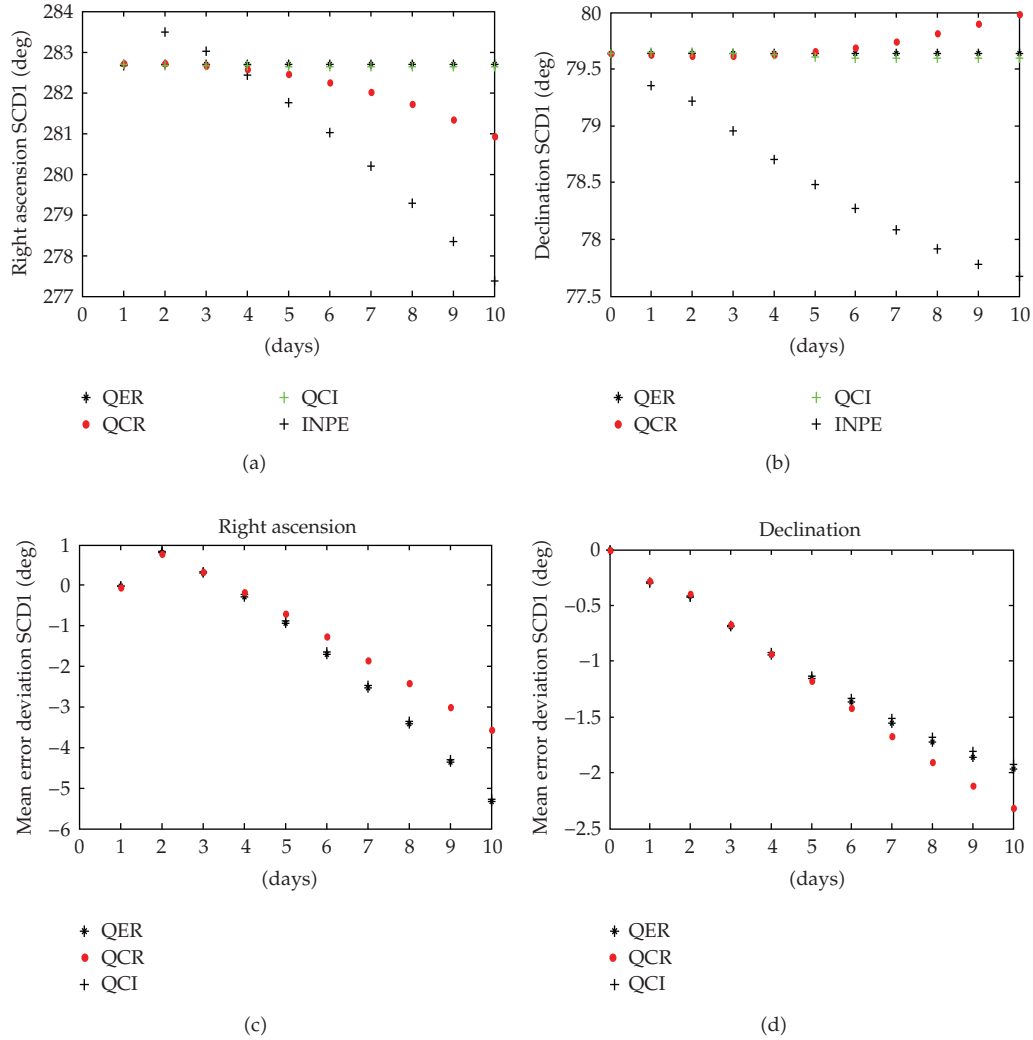 284
283
282
281
280
279
278
277
Right ascension SCD1 (deg)
0 1 2 3 4 5 6 7 8 9 10
(days)
QER
QCR
QCI
INPE
(a)
80
79.5
79
78.5
78
77.5
Declination SCD1 (deg)
0 1 2 3 4 5 6 7 8 9 10
(days)
QER
QCR
QCI
INPE
(b)
Right ascension
1
0
−1
−2
−3
−4
−5
−6
Mean error deviation SCD1 (deg)
0 1 2 3 4 5 6 7 8 9 10
(days)
QER
QCR
QCI
(c)
Declination
0
−0.5
−1
−1.5
−2
−2.5
Mean error deviation SCD1 (deg)
0 1 2 3 4 5 6 7 8 9 10
(days)
QER
QCR
QCI
(d)